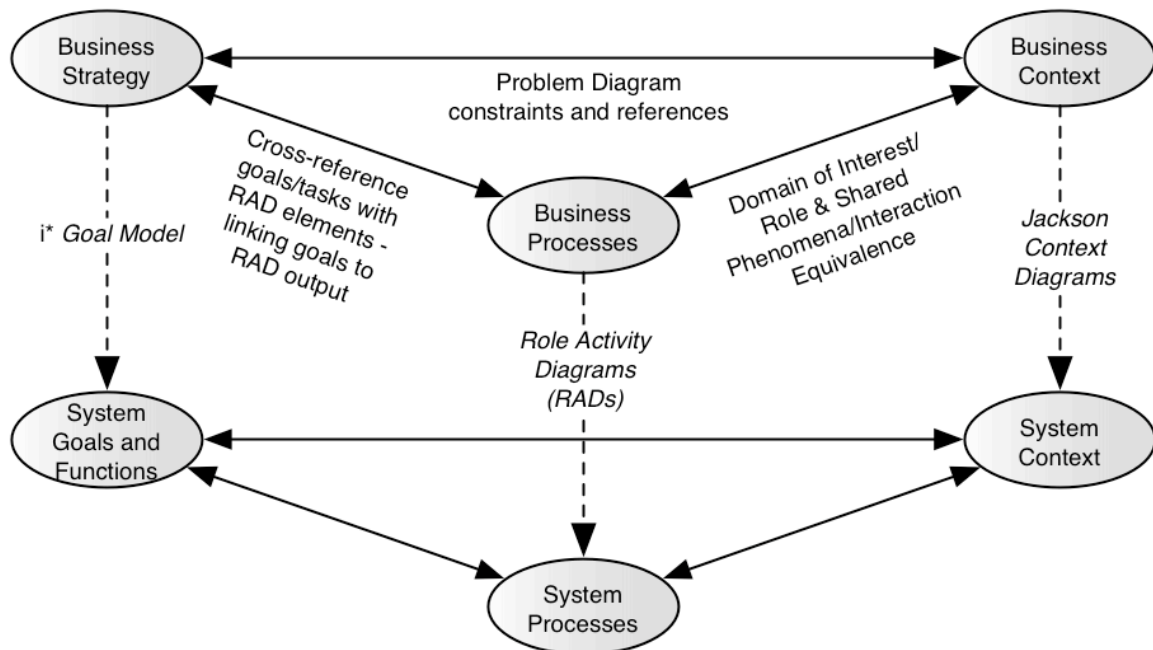 Business
Strategy
Business
Context
Problem Diagram
constraints and references
Cross-reference
goals/tasks with
RAD elements -
linking goals to
RAD output
Business
Processes
Domain of Interest/
Role & Shared
Phenomena/Interaction
Equivalence
i* Goal Model
Jackson
Context
Diagrams
Role Activity
Diagrams
(RADs)
System
Goals and
Functions
System
Context
System
Processes